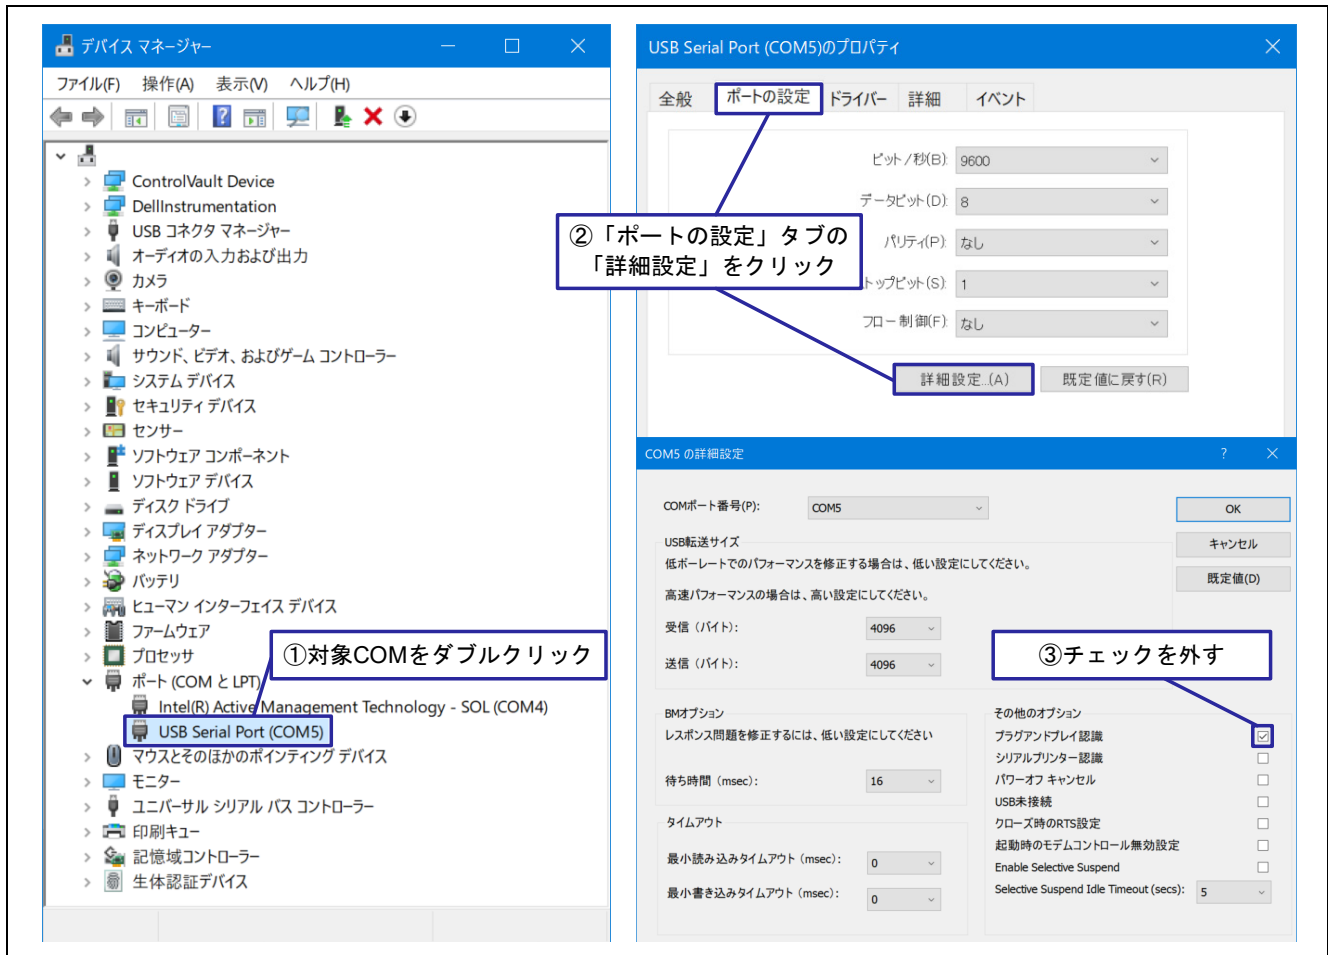 デバイス マネージャー
ファイル(F) 操作(A) 表示(V) ヘルプ(H)
ControlVault Device
DellInstrumentation
USB コネクタ マネージャー
オーディオの入力および出力
カメラ
キーボード
コンピューター
サウンド、ビデオ、およびゲーム コントローラー
システム デバイス
セキュリティ デバイス
センサー
ソフトウェア コンポーネント
ソフトウェア デバイス
ディスク ドライブ
ディスプレイ アダプター
ネットワーク アダプター
バッテリ
ヒューマン インターフェイス デバイス
ファームウェア
プロセッサ
①対象COMをダブルクリック
ポート (COM と LPT)
Intel(R) Active Management Technology - SOL (COM4)
USB Serial Port (COM5)
マウスとそのほかのポインティング デバイス
モニター
ユニバーサル シリアル バス コントローラー
印刷キュー
記憶域コントローラー
生体認証デバイス
USB Serial Port (COM5)のプロパティ
全般 ポートの設定 ドライバー 詳細 イベント
ビット/秒(B): 9600
データビット(D): 8
パリティ(P): なし
トップビット(S): 1
フロー制御(F): なし
②「ポートの設定」タブの
「詳細設定」をクリック
詳細設定...(A) 既定値に戻す(R)
COM5 の詳細設定
COMポート番号(P): COM5
OK
キャンセル
既定値(D)
USB転送サイズ
低ボーレートでのパフォーマンスを修正する場合は、低い設定にしてください。
高速パフォーマンスの場合は、高い設定にしてください。
受信 (バイト): 4096
送信 (バイト): 4096
③チェックを外す
BMオプション
レスポンス問題を修正するには、低い設定にしてください
待ち時間 (msec): 16
タイムアウト
最小読み込みタイムアウト (msec): 0
最小書き込みタイムアウト (msec): 0
その他のオプション
プラグアンドプレイ認識
シリアルプリンター認識
パワーオフ キャンセル
USB未接続
クローズ時のRTS設定
起動時のモデムコントロール無効設定
Enable Selective Suspend
Selective Suspend Idle Timeout (secs): 5